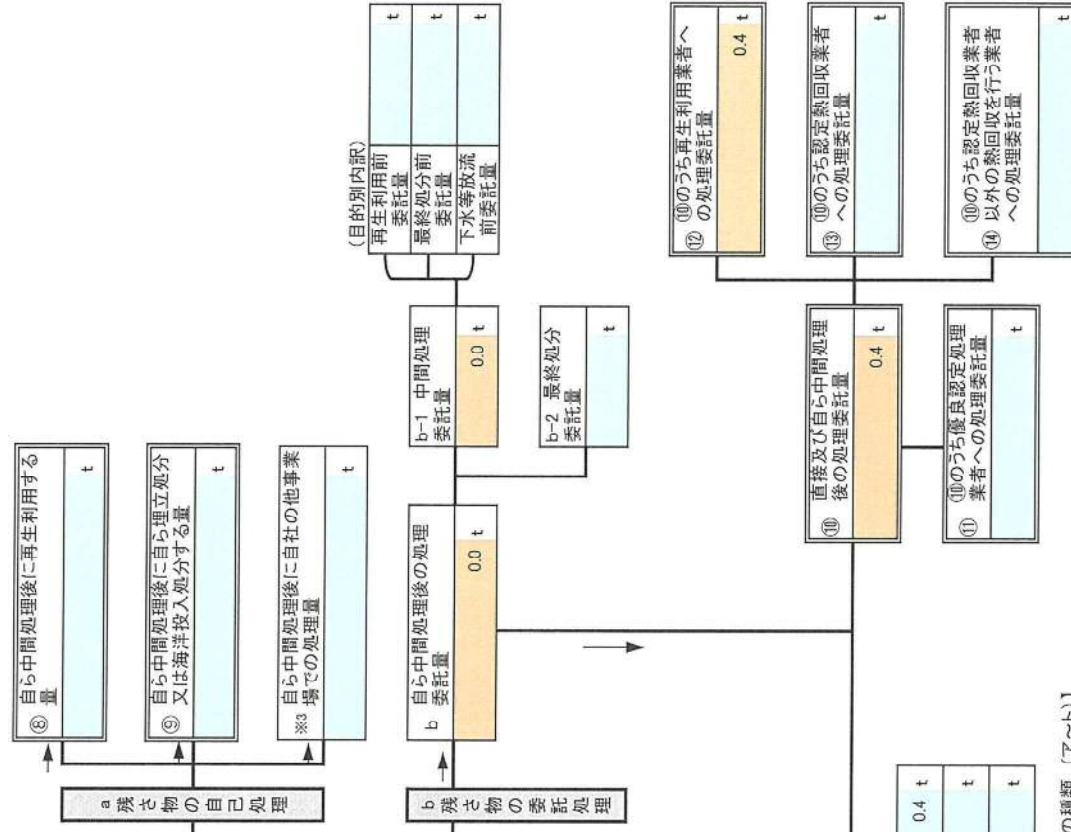 ⑧ 自ら中間処理後に再生利用する
量
t
⑨ 自ら中間処理後に自ら埋立処分
又は海洋投入処分する量
t
※3 自ら中間処理後に自社の他事業
場での処理量
t
a 残さ物の自己処理
b 残さ物の委託処理
b 自ら中間処理後の処理
委託量
0.0 t
b-1 中間処理
委託量
0.0 t
b-2 最終処分
委託量
t
(目的別内訳)
再生利用前
委託量
t
最終処分前
委託量
t
下水等放流
前委託量
t
⑩ 直接及び自ら中間処理
後の処理委託量
0.4 t
⑪ ⑩のうち優良認定処理
業者への処理委託量
t
⑫ ⑩のうち再生利用業者へ
の処理委託量
0.4 t
⑬ ⑩のうち認定熱回収業者
への処理委託量
t
⑭ ⑩のうち認定熱回収業者
以外の熱回収を行う業者
への処理委託量
t
0.4 t
t
t
の種類 [ア~ト)]